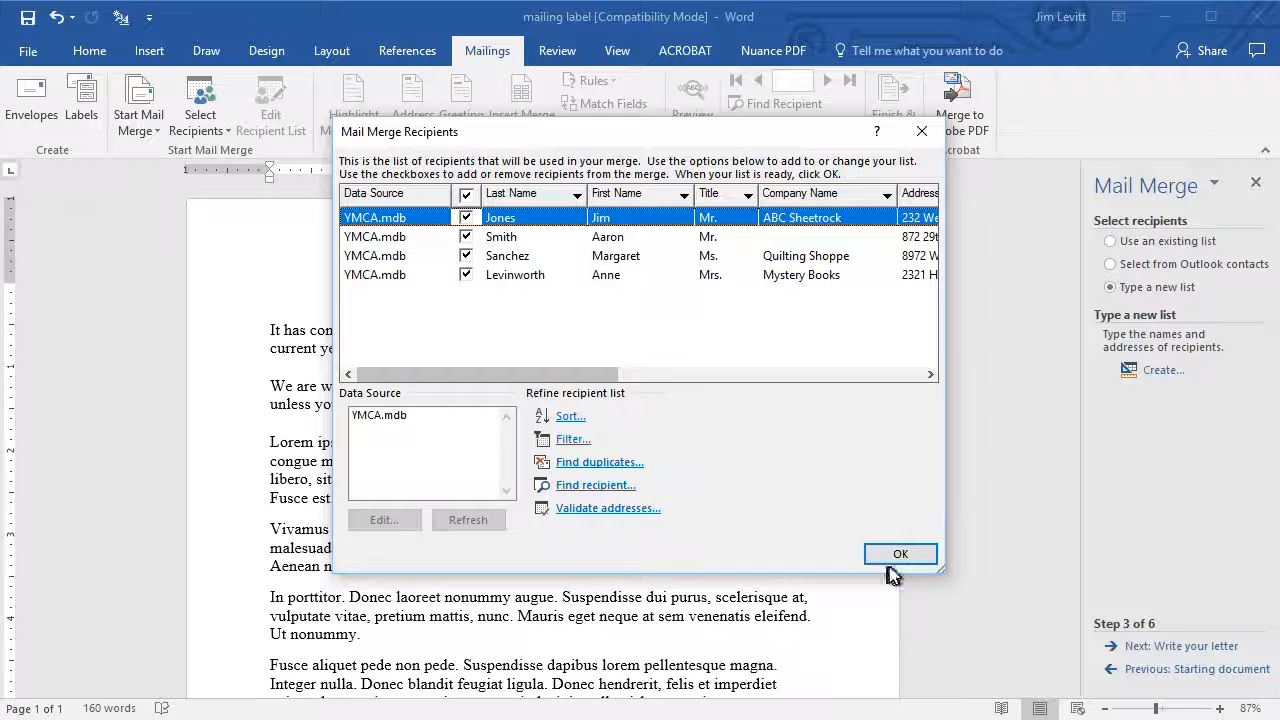 mailing label [Compatibility Mode] - Word
Jim Levitt
File Home Insert Draw Design Layout References Mailings Review View ACROBAT Nuance PDF Tell me what you want to do Share
Envelopes Labels Start Mail Merge Select Recipients Edit Recipient List Highlight Address Greeting Insert Merge Rules Match Fields Preview Find Recipient Finish & Merge to
Adobe PDF
Create Start Mail Merge Acrobat
Mail Merge Recipients ?
This is the list of recipients that will be used in your merge. Use the options below to add to or change your list.
Use the checkboxes to add or remove recipients from the merge. When your list is ready, click OK.
Data Source Last Name First Name Title Company Name Address
YMCA.mdb Jones Jim Mr. ABC Sheetrock 232 We
YMCA.mdb Smith Aaron Mr. 872 29t
YMCA.mdb Sanchez Margaret Ms. Quilting Shoppe 8972 W
YMCA.mdb Levinworth Anne Mrs. Mystery Books 2321 H
Data Source
YMCA.mdb
Edit... Refresh
Refine recipient list
Sort...
Filter...
Find duplicates...
Find recipient...
Validate addresses...
OK
It has con
current ye
We are w
unless yo
Lorem ips
congue m
libero, sit
Fusce est.
Vivamus
malesuad
Aenean n
In porttitor. Donec laoreet nonummy augue. Suspendisse dui purus, scelerisque at,
vulputate vitae, pretium mattis, nunc. Mauris eget neque at sem venenatis eleifend.
Ut nonummy.
Fusce aliquet pede non pede. Suspendisse dapibus lorem pellentesque magna.
Integer nulla. Donec blandit feugiat ligula. Donec hendrerit, felis et imperdiet
Mail Merge
Select recipients
Use an existing list
Select from Outlook contacts
Type a new list
Type a new list
Type the names and
addresses of recipients.
Create...
Step 3 of 6
Next: Write your letter
Previous: Starting document
Page 1 of 1 160 words 87%